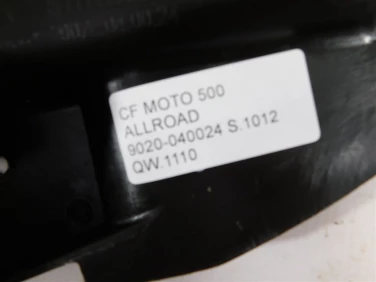 CF MOTO 500
ALLROAD
9020-040024 S.1012
QW.1110